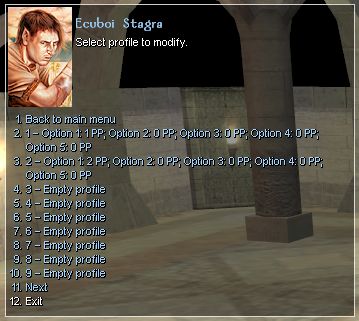 Ecuboi Stagra
Select profile to modify.
1. Back to main menu
2. 1 – Option 1: 1 PP; Option 2: 0 PP; Option 3: 0 PP; Option 4: 0 PP;
Option 5: 0 PP
3. 2 – Option 1: 2 PP; Option 2: 0 PP; Option 3: 0 PP; Option 4: 0 PP;
Option 5: 0 PP
4. 3 – Empty profile
5. 4 – Empty profile
6. 5 – Empty profile
7. 6 – Empty profile
8. 7 – Empty profile
9. 8 – Empty profile
10. 9 – Empty profile
11. Next
12. Exit